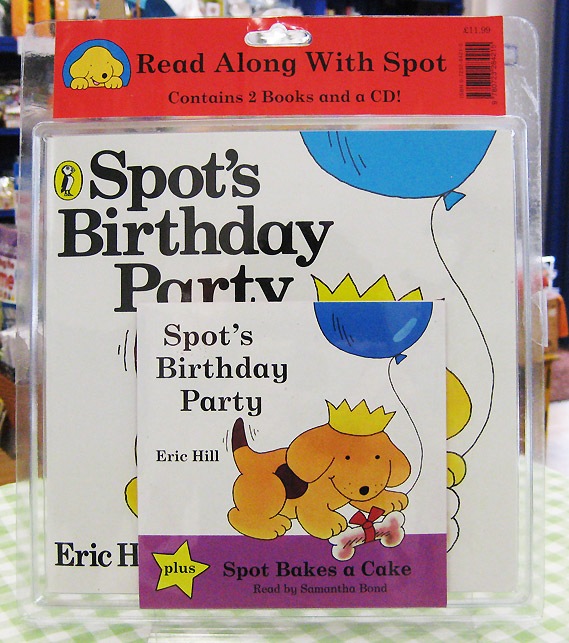 £11.99
Read Along With Spot
Contains 2 Books and a CD!
Spot's
Birthday
Party
Spot's
Birthday
Party
Eric Hill
Eric H
plus
Spot Bakes a Cake
Read by Samantha Bond